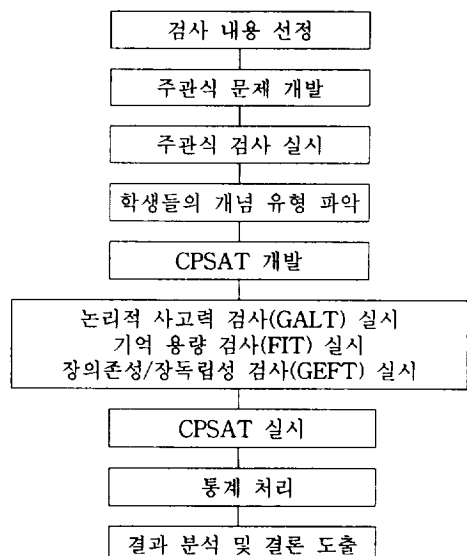 검사 내용 선정
주관식 문제 개발
주관식 검사 실시
학생들의 개념 유형 파악
CPSAT 개발
논리적 사고력 검사(GALT) 실시
기억 용량 검사(FIT) 실시
장의존성/장독립성 검사(GEFT) 실시
CPSAT 실시
통계 처리
결과 분석 및 결론 도출